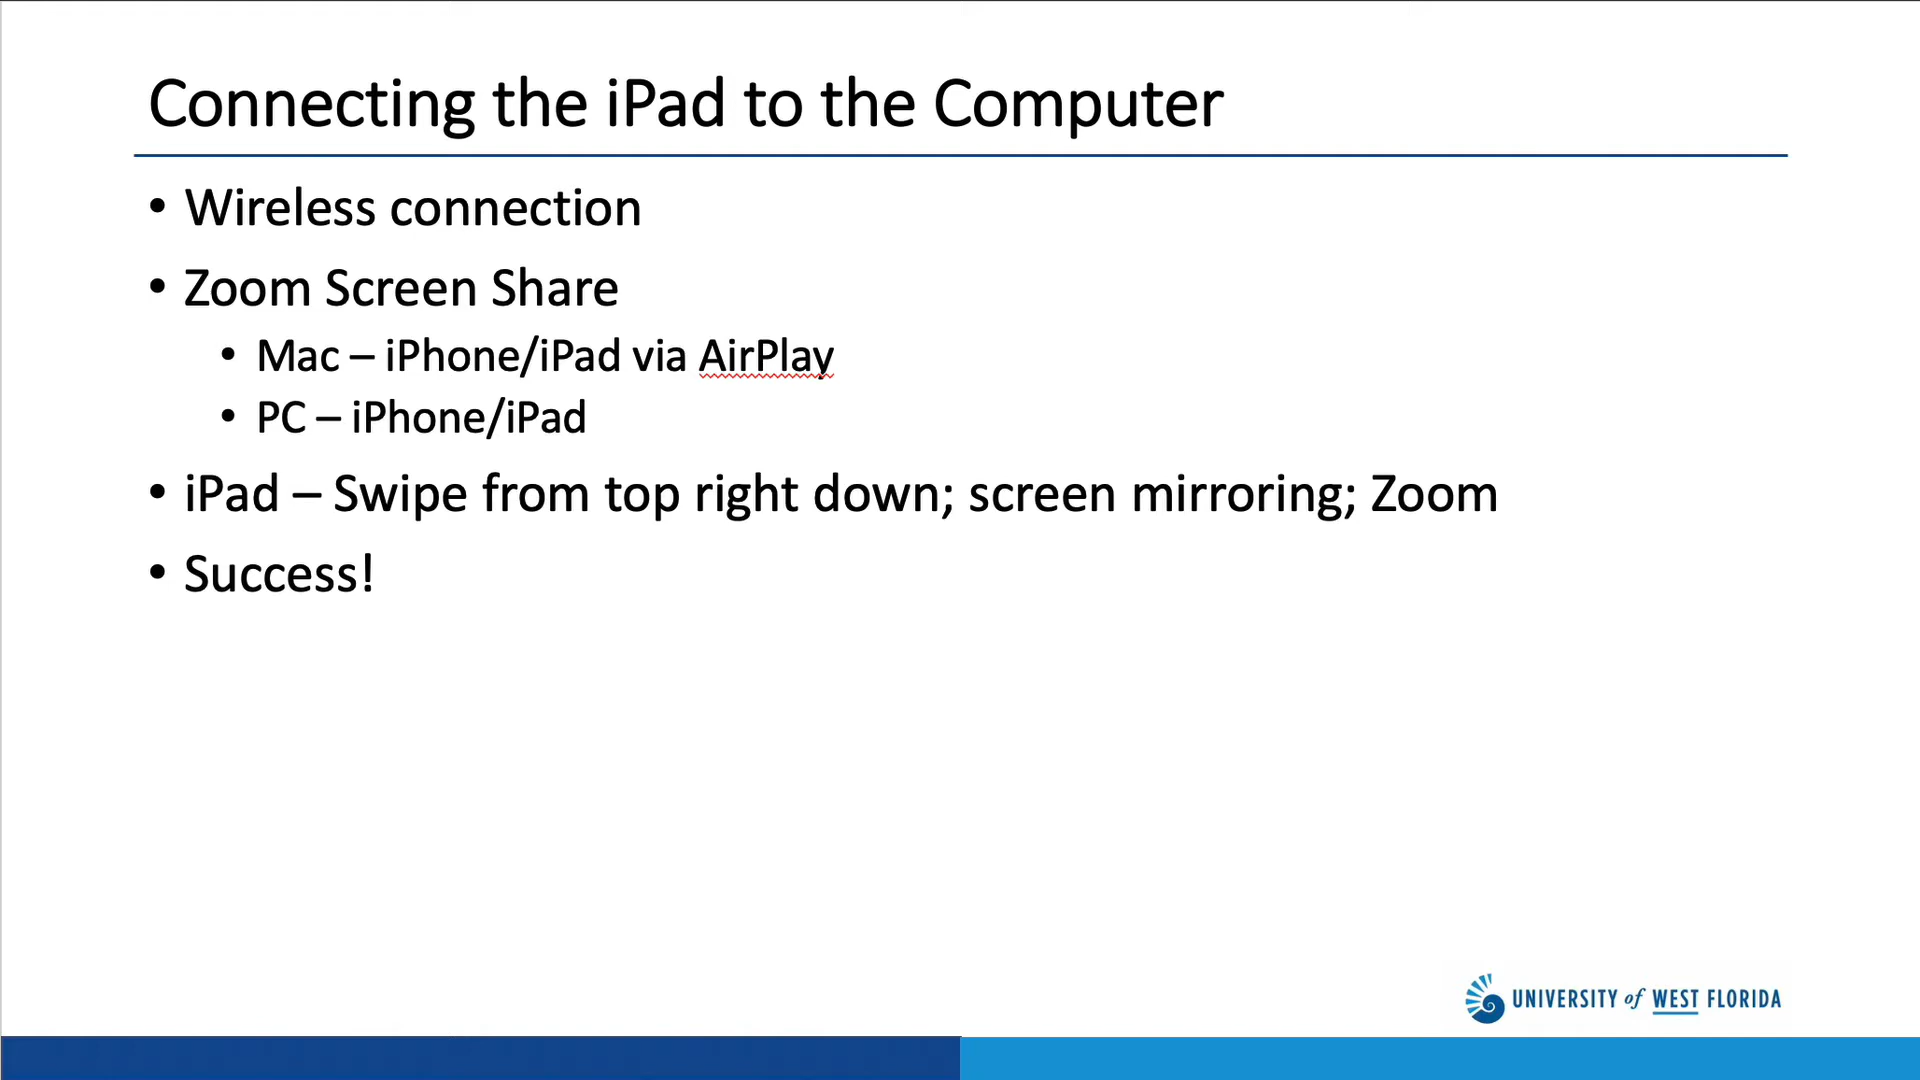 Connecting the iPad to the Computer
• Wireless connection
• Zoom Screen Share
• Mac – iPhone/iPad via AirPlay
• PC – iPhone/iPad
• iPad – Swipe from top right down; screen mirroring; Zoom
• Success!
UNIVERSITY of WEST FLORIDA